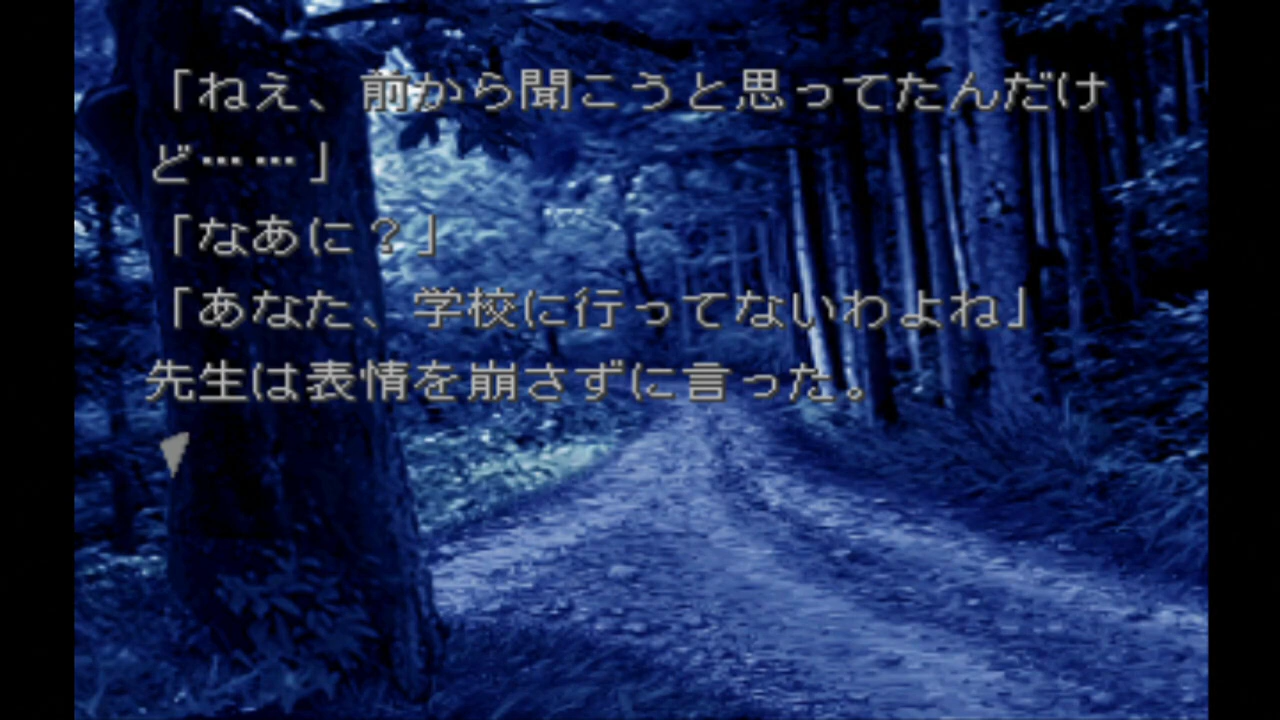 「ねえ、前から聞こうと思ってたんだけ
ど……」
「なあに？」
「あなた、学校に行ってないわよね」
先生は表情を崩さずに言った。